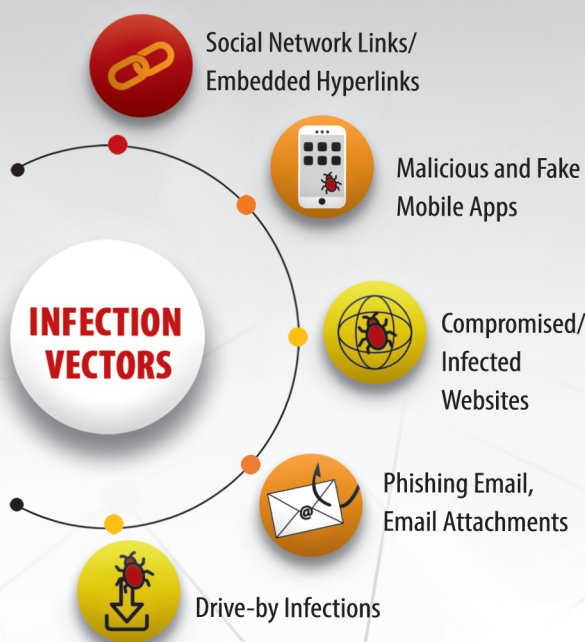 Social Network Links/
Embedded Hyperlinks
Malicious and Fake
Mobile Apps
INFECTION
VECTORS
Compromised/
Infected
Websites
@
Phishing Email,
Email Attachments
Drive-by Infections